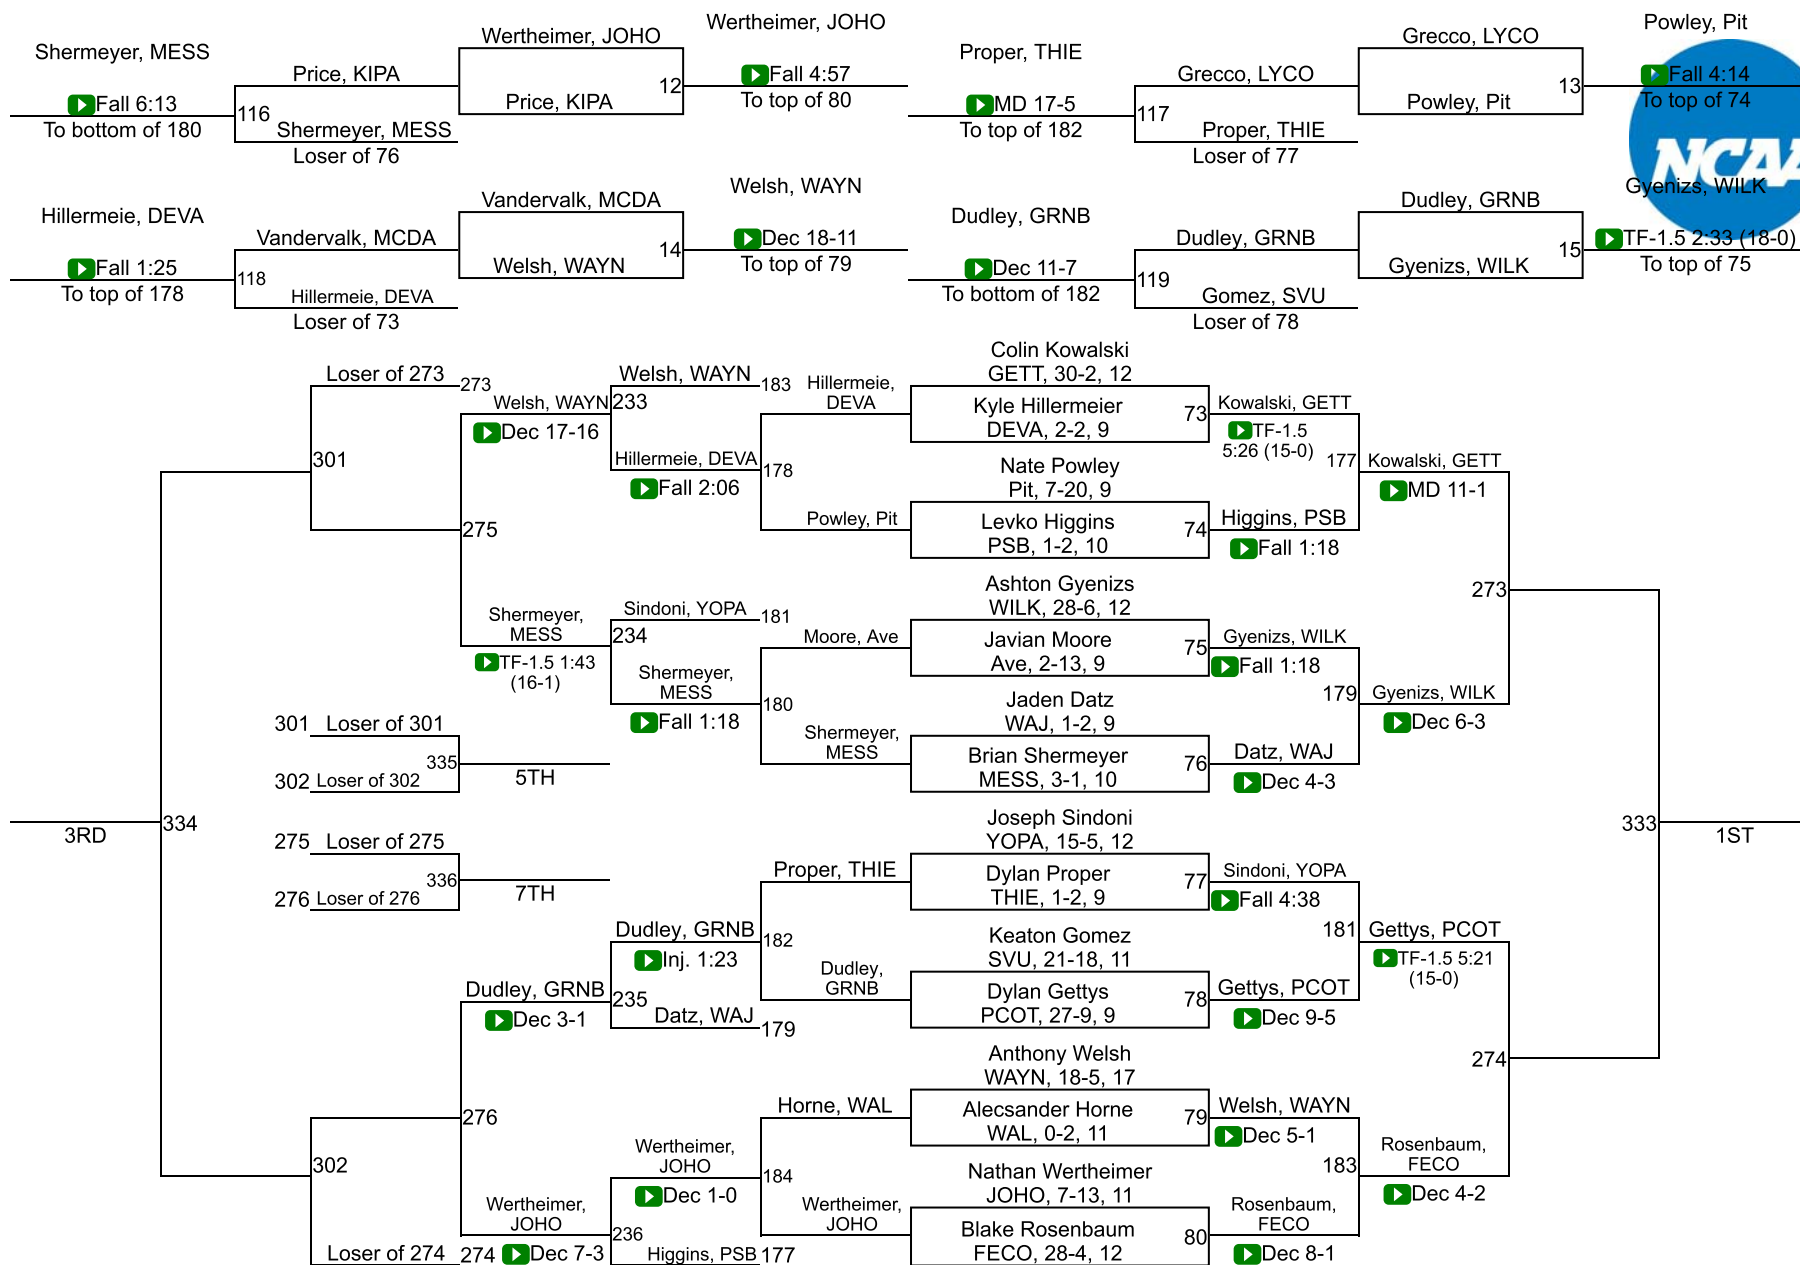 Shermeyer, MESS
Price, KIPA
Fall 6:13
116
To bottom of 180
Shermeyer, MESS
Loser of 76
Wertheimer, JOHO
12
Price, KIPA
Wertheimer, JOHO
Fall 4:57
To top of 80
Proper, THIE
Grecco, LYCO
MD 17-5
117
To top of 182
Proper, THIE
Loser of 77
Grecco, LYCO
13
Powley, Pit
Powley, Pit
Fall 4:14
To top of 74
NCAA
Hillermeie, DEVA
Vandervalk, MCDA
Fall 1:25
118
To top of 178
Hillermeie, DEVA
Loser of 73
Vandervalk, MCDA
14
Welsh, WAYN
Welsh, WAYN
Dec 18-11
To top of 79
Dudley, GRNB
Dudley, GRNB
Dec 11-7
119
To bottom of 182
Gomez, SVU
Loser of 78
Dudley, GRNB
15
Gyenizs, WILK
Gyenizs, WILK
TF-1.5 2:33 (18-0)
To top of 75
Colin Kowalski
GETT, 30-2, 12
Kyle Hillermeier
DEVA, 2-2, 9
73
Nate Powley
Pit, 7-20, 9
Levko Higgins
PSB, 1-2, 10
74
Ashton Gyenizs
WILK, 28-6, 12
Javian Moore
Ave, 2-13, 9
75
Jaden Datz
WAJ, 1-2, 9
Brian Shermeyer
MESS, 3-1, 10
76
Joseph Sindoni
YOPA, 15-5, 12
Dylan Proper
THIE, 1-2, 9
77
Keaton Gomez
SVU, 21-18, 11
Dylan Gettys
PCOT, 27-9, 9
78
Anthony Welsh
WAYN, 18-5, 17
Alecsander Horne
WAL, 0-2, 11
79
Nathan Wertheimer
JOHO, 7-13, 11
Blake Rosenbaum
FECO, 28-4, 12
80
Kowalski, GETT
TF-1.5
5:26 (15-0)
177
Higgins, PSB
Fall 1:18
Gyenizs, WILK
Fall 1:18
179
Datz, WAJ
Dec 4-3
Sindoni, YOPA
Fall 4:38
181
Gettys, PCOT
Dec 9-5
Welsh, WAYN
Dec 5-1
183
Rosenbaum,
FECO
Dec 8-1
Kowalski, GETT
MD 11-1
273
Gyenizs, WILK
Dec 6-3
Gettys, PCOT
TF-1.5 5:21
(15-0)
274
Rosenbaum,
FECO
Dec 4-2
333
1ST
Hillermeie,
DEVA
178
Powley, Pit
Moore, Ave
180
Shermeyer,
MESS
Proper, THIE
182
Dudley,
GRNB
Horne, WAL
184
Wertheimer,
JOHO
Welsh, WAYN
183
233
Hillermeie, DEVA
Fall 2:06
Sindoni, YOPA
181
234
Shermeyer,
MESS
Fall 1:18
Dudley, GRNB
Inj. 1:23
235
Datz, WAJ
179
Wertheimer,
JOHO
Dec 1-0
236
Higgins, PSB
177
Loser of 273
273
Welsh, WAYN
Dec 17-16
301
275
Shermeyer,
MESS
TF-1.5 1:43
(16-1)
301
Loser of 301
335
5TH
302
Loser of 302
3RD
334
275
Loser of 275
336
7TH
276
Loser of 276
Dudley, GRNB
Dec 3-1
276
302
Wertheimer,
JOHO
Dec 7-3
Loser of 274
274